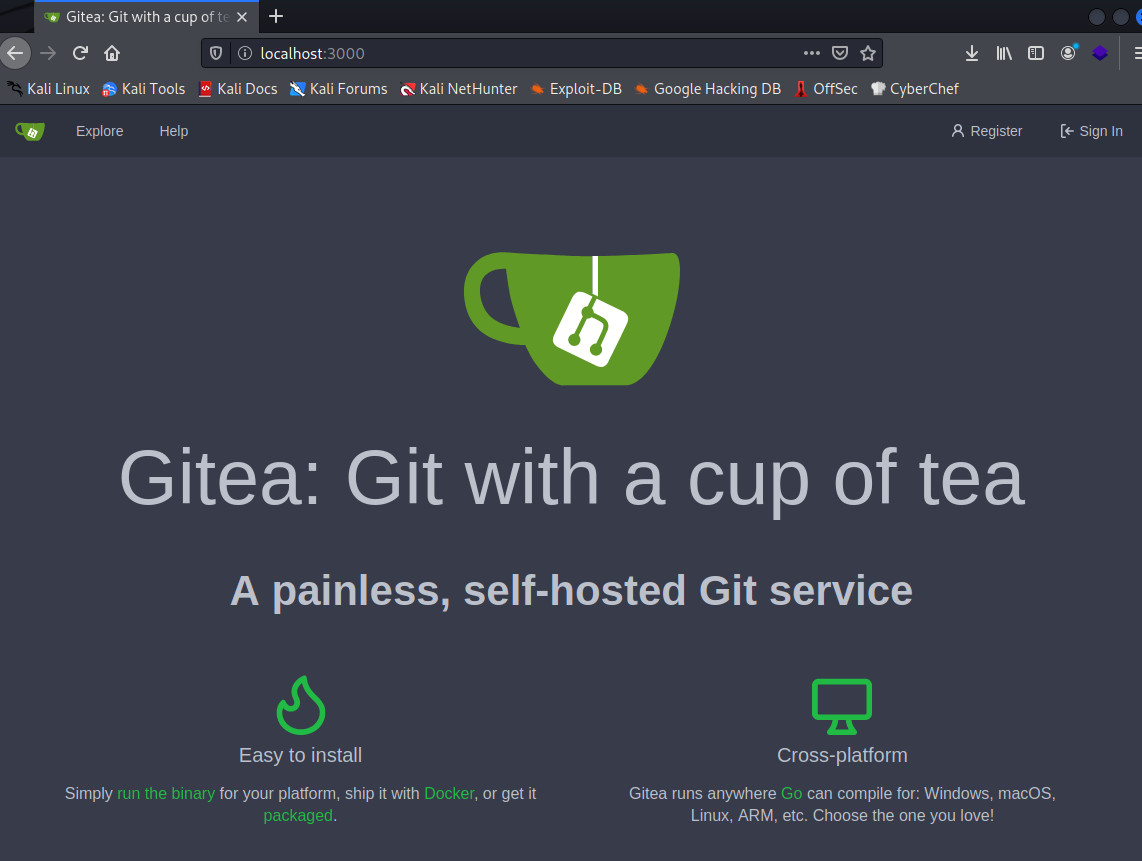 Gitea: Git with a cup of te
localhost:3000
Kali Linux Kali Tools Kali Docs Kali Forums Kali NetHunter Exploit-DB Google Hacking DB OffSec CyberChef
Explore Help Register Sign In
Gitea: Git with a cup of tea
A painless, self-hosted Git service
Easy to install
Simply run the binary for your platform, ship it with Docker, or get it
packaged.
Cross-platform
Gitea runs anywhere Go can compile for: Windows, macOS,
Linux, ARM, etc. Choose the one you love!